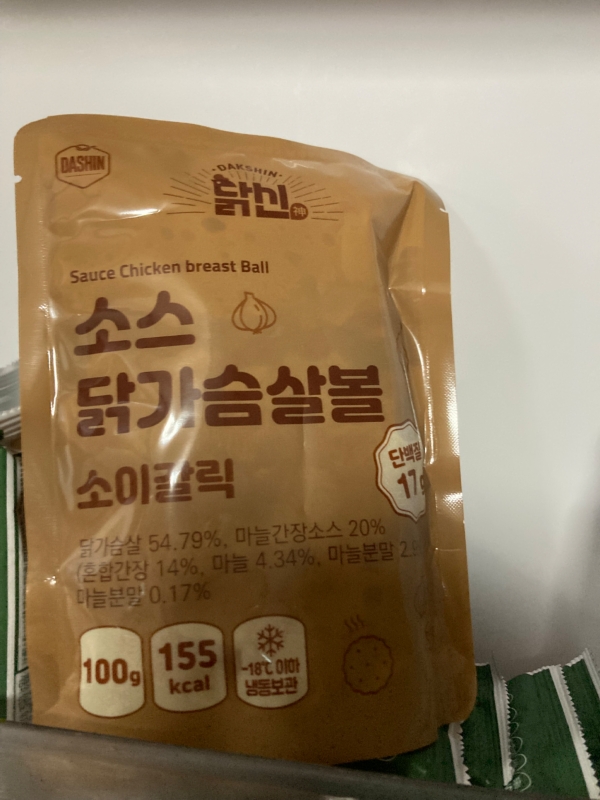 DASHIN
DAKSHIN
닭신 神
Sauce Chicken breast Ball
소스
닭가슴살볼
소이갈릭
단백질
17g
닭가슴살 54.79%, 마늘간장소스 20%
(혼합간장 14%, 마늘 4.34%, 마늘분말
마늘분말 0.17%
100g
155
kcal
-18℃ 이하
냉동보관